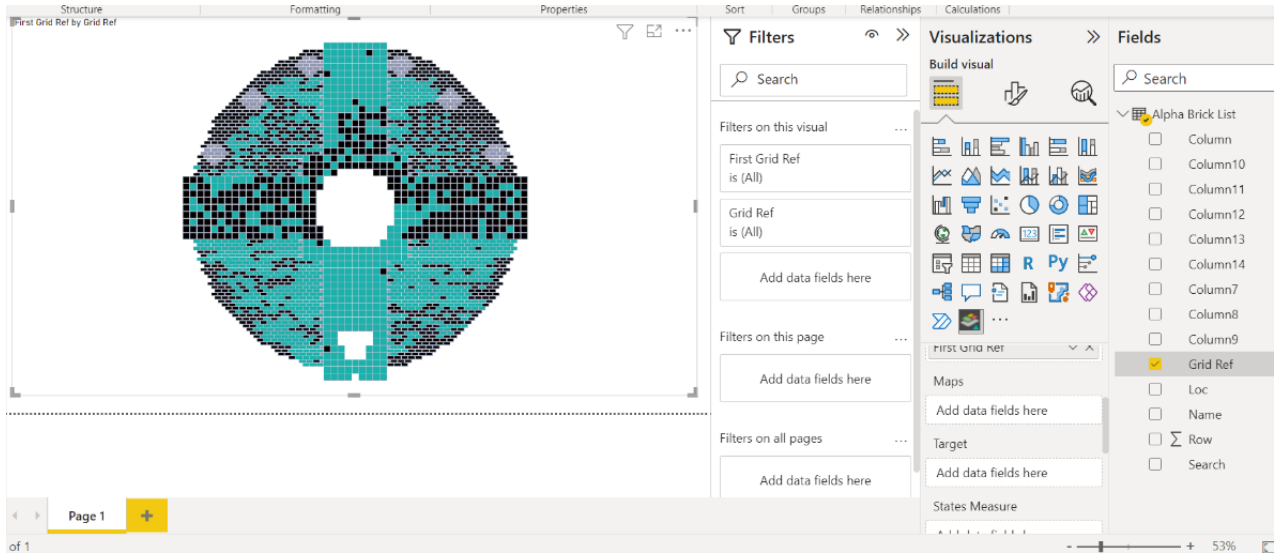 Structure
Formatting
Properties
Sort
Groups
Relationships
Calculations
First Grid Ref by Grid Ref
Filters
Search
Filters on this visual
First Grid Ref
is (All)
Grid Ref
is (All)
Add data fields here
Filters on this page
Add data fields here
Filters on all pages
Add data fields here
Visualizations
Build visual
123
R
Py
First Grid Ref
Maps
Add data fields here
Target
Add data fields here
States Measure
Fields
Search
Alpha Brick List
Column
Column10
Column11
Column12
Column13
Column14
Column7
Column8
Column9
Grid Ref
Loc
Name
Σ Row
Search
Page 1
+
of 1
- + 53%